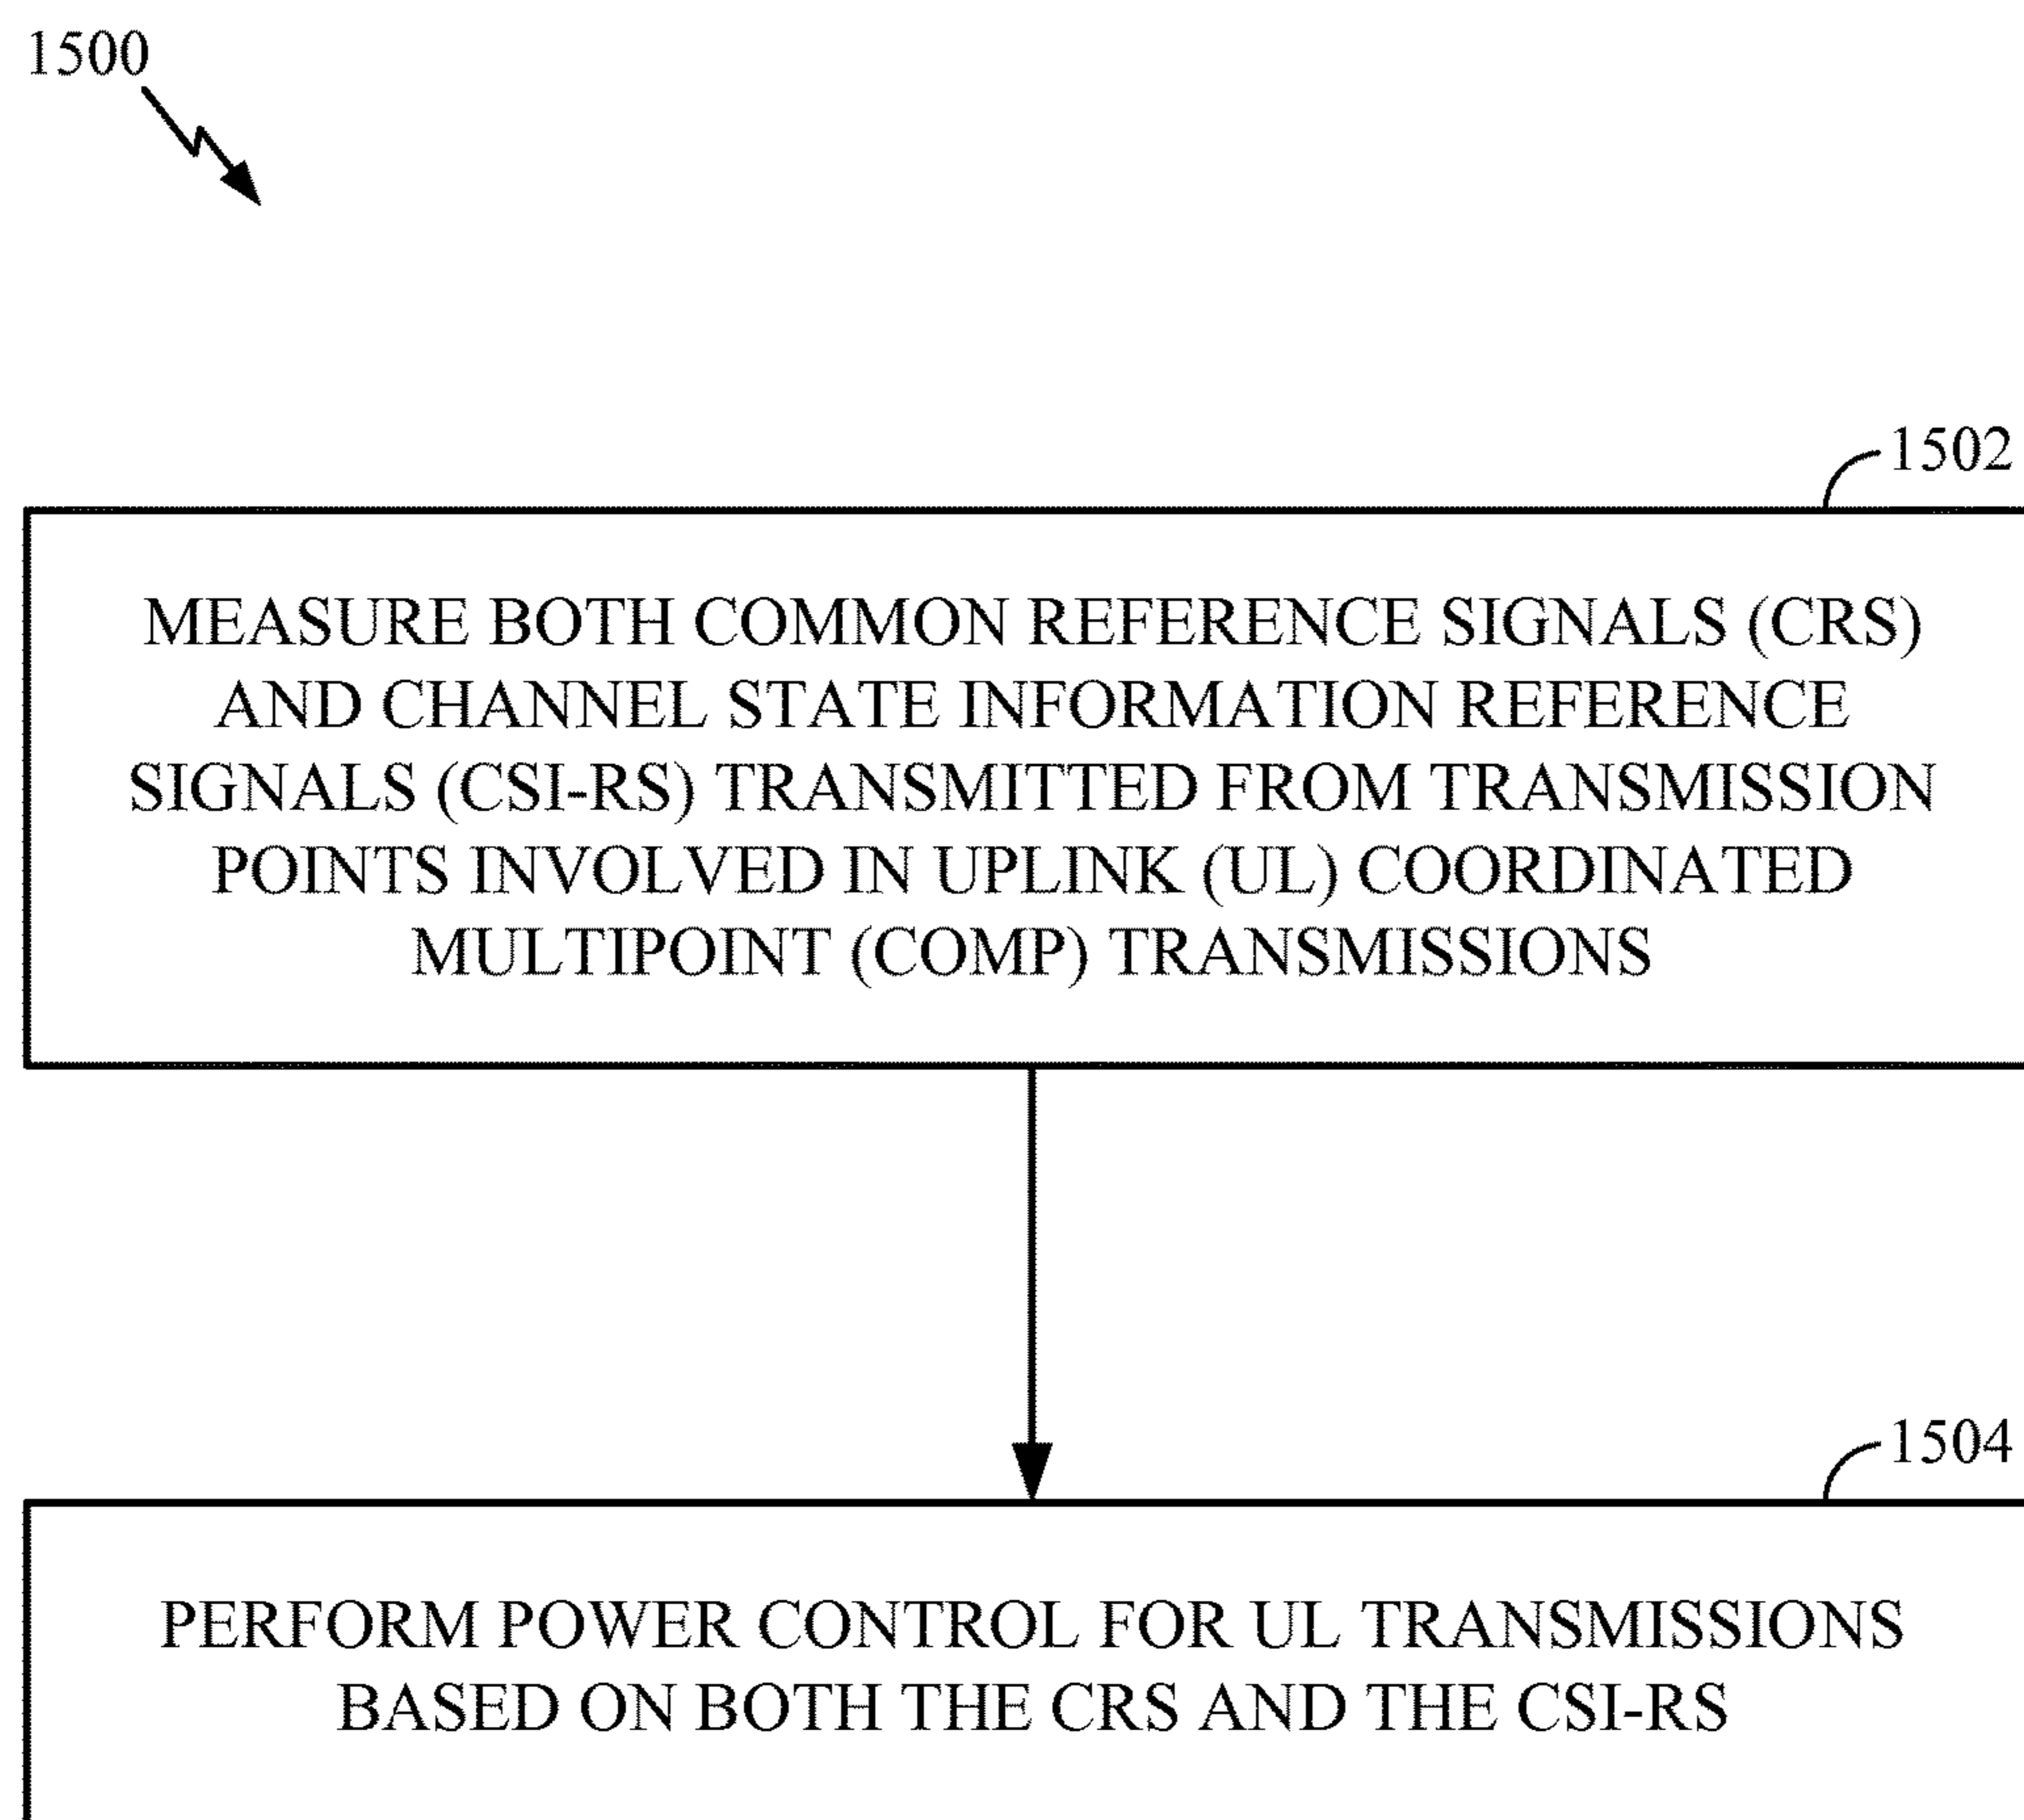 1500
1502
MEASURE BOTH COMMON REFERENCE SIGNALS (CRS)
AND CHANNEL STATE INFORMATION REFERENCE
SIGNALS (CSI-RS) TRANSMITTED FROM TRANSMISSION
POINTS INVOLVED IN UPLINK (UL) COORDINATED
MULTIPOINT (COMP) TRANSMISSIONS
1504
PERFORM POWER CONTROL FOR UL TRANSMISSIONS
BASED ON BOTH THE CRS AND THE CSI-RS